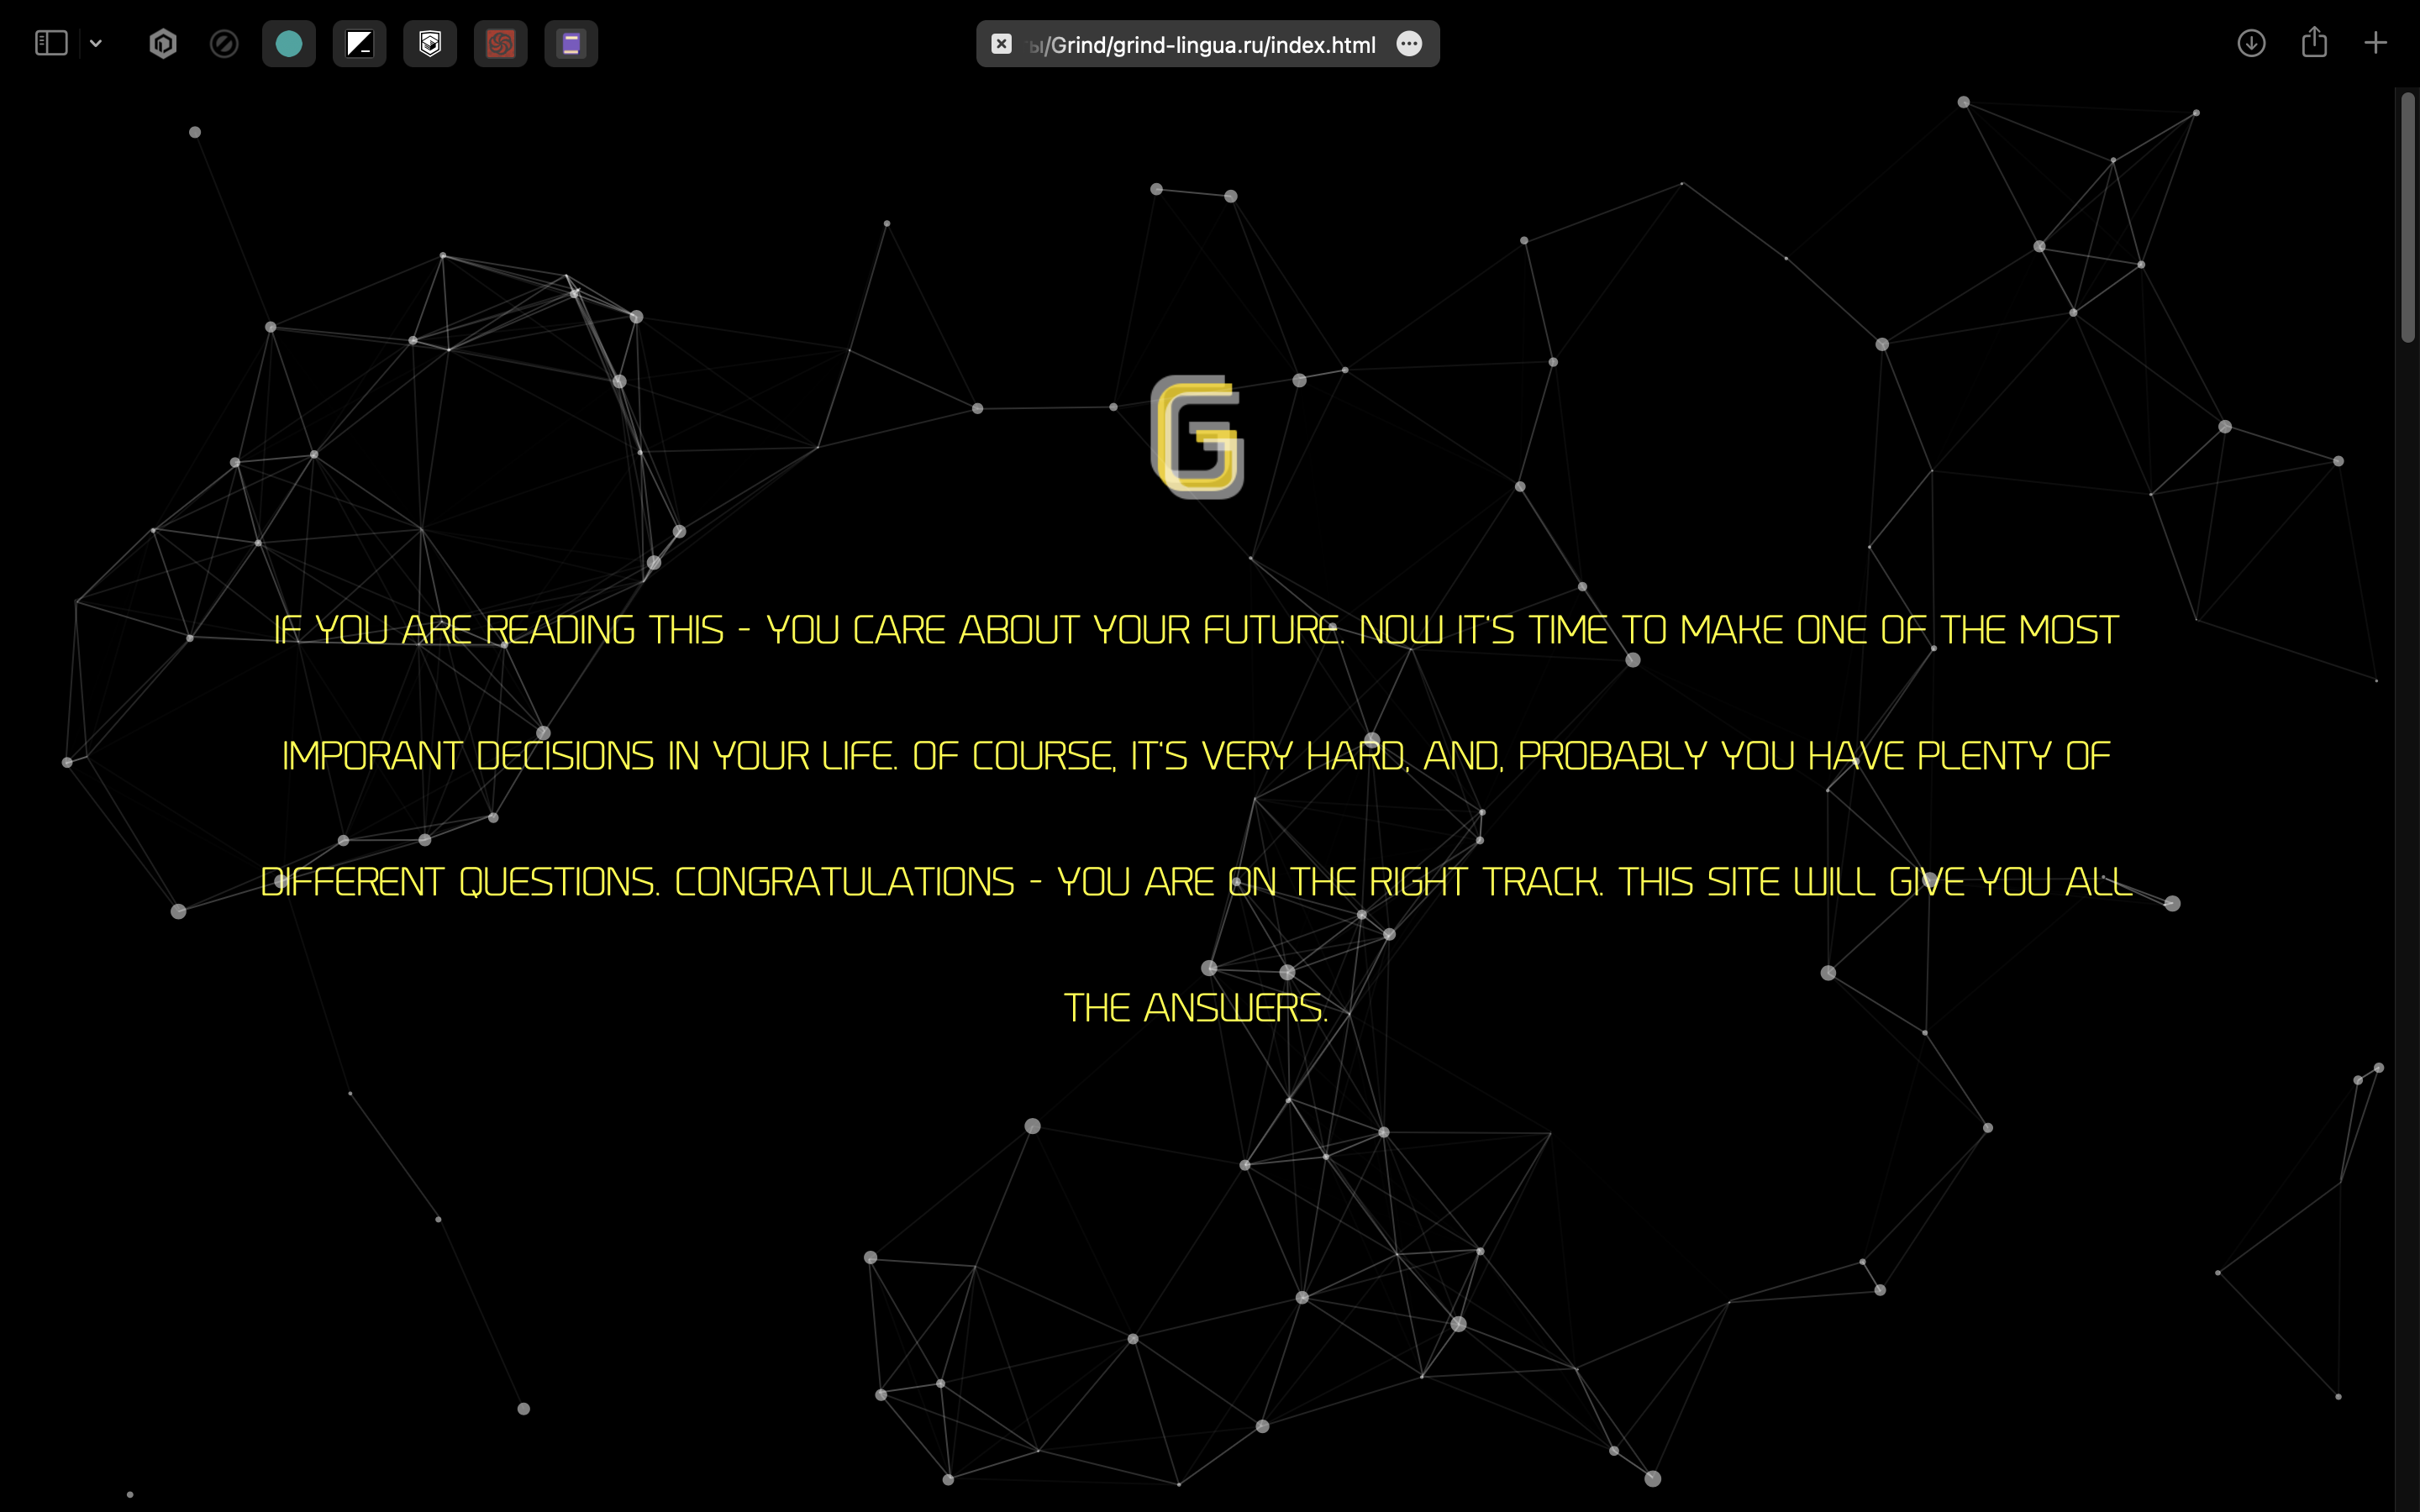 ы/Grind/grind-lingua.ru/index.html
G
IF YOU ARE READING THIS - YOU CARE ABOUT YOUR FUTURE. NOW IT'S TIME TO MAKE ONE OF THE MOST
IMPORANT DECISIONS IN YOUR LIFE. OF COURSE, IT'S VERY HARD, AND, PROBABLY YOU HAVE PLENTY OF
DIFFERENT QUESTIONS. CONGRATULATIONS - YOU ARE ON THE RIGHT TRACK. THIS SITE WILL GIVE YOU ALL
THE ANSWERS.